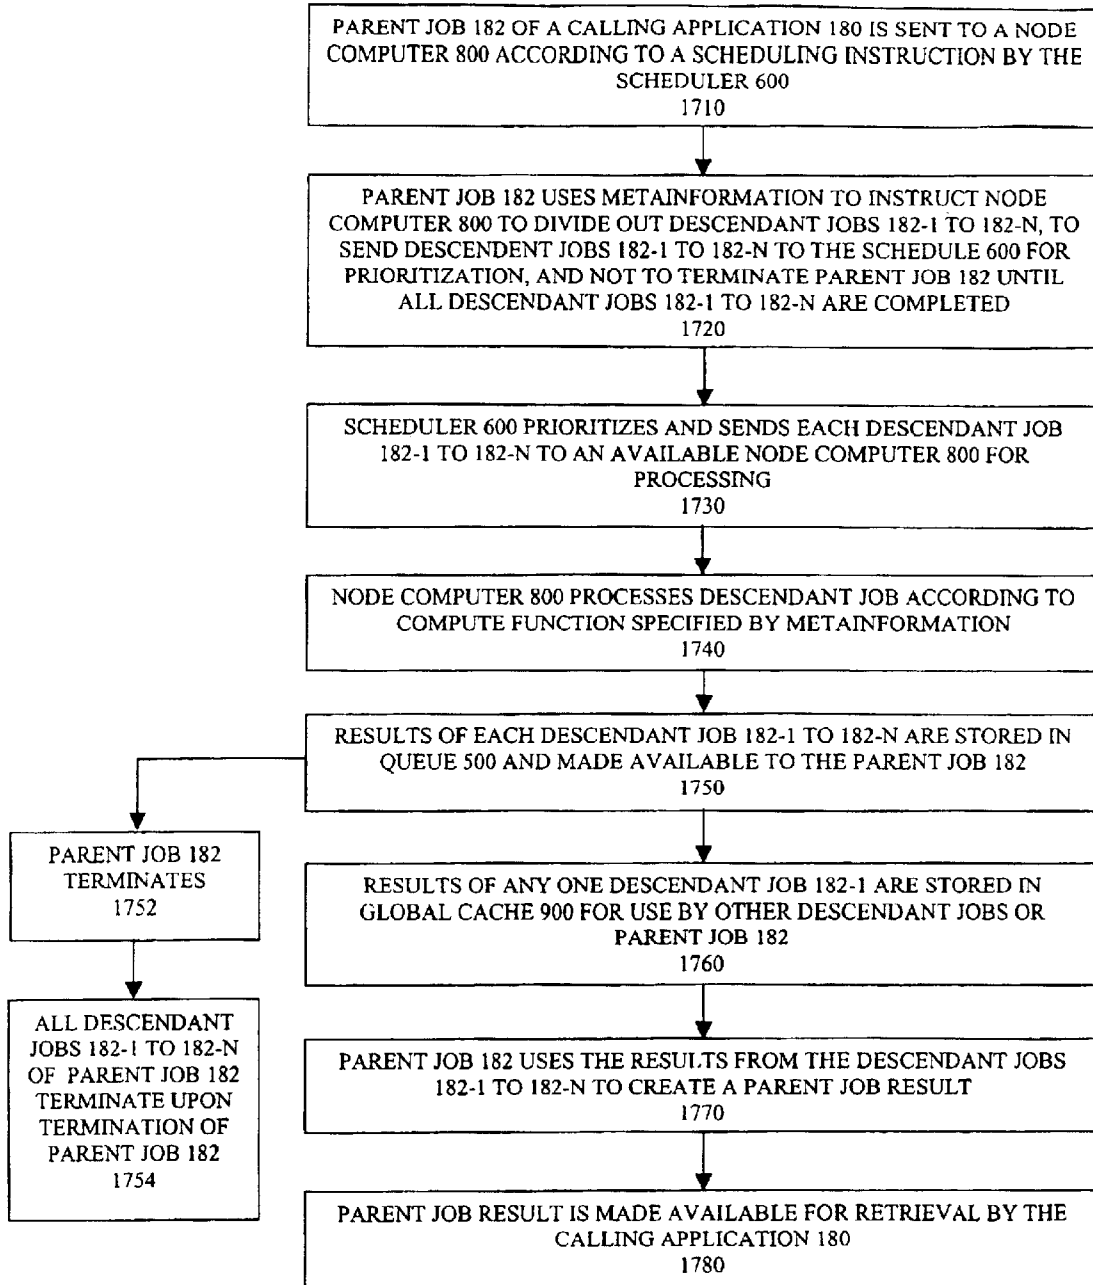 PARENT JOB 182 OF A CALLING APPLICATION 180 IS SENT TO A NODE
COMPUTER 800 ACCORDING TO A SCHEDULING INSTRUCTION BY THE
SCHEDULER 600
1710
PARENT JOB 182 USES METAINFORMATION TO INSTRUCT NODE
COMPUTER 800 TO DIVIDE OUT DESCENDANT JOBS 182-1 TO 182-N, TO
SEND DESCENDENT JOBS 182-1 TO 182-N TO THE SCHEDULE 600 FOR
PRIORITIZATION, AND NOT TO TERMINATE PARENT JOB 182 UNTIL
ALL DESCENDANT JOBS 182-1 TO 182-N ARE COMPLETED
1720
SCHEDULER 600 PRIORITIZES AND SENDS EACH DESCENDANT JOB
182-1 TO 182-N TO AN AVAILABLE NODE COMPUTER 800 FOR
PROCESSING
1730
NODE COMPUTER 800 PROCESSES DESCENDANT JOB ACCORDING TO
COMPUTE FUNCTION SPECIFIED BY METAINFORMATION
1740
RESULTS OF EACH DESCENDANT JOB 182-1 TO 182-N ARE STORED IN
QUEUE 500 AND MADE AVAILABLE TO THE PARENT JOB 182
1750
PARENT JOB 182
TERMINATES
1752
ALL DESCENDANT
JOBS 182-1 TO 182-N
OF PARENT JOB 182
TERMINATE UPON
TERMINATION OF
PARENT JOB 182
1754
RESULTS OF ANY ONE DESCENDANT JOB 182-1 ARE STORED IN
GLOBAL CACHE 900 FOR USE BY OTHER DESCENDANT JOBS OR
PARENT JOB 182
1760
PARENT JOB 182 USES THE RESULTS FROM THE DESCENDANT JOBS
182-1 TO 182-N TO CREATE A PARENT JOB RESULT
1770
PARENT JOB RESULT IS MADE AVAILABLE FOR RETRIEVAL BY THE
CALLING APPLICATION 180
1780